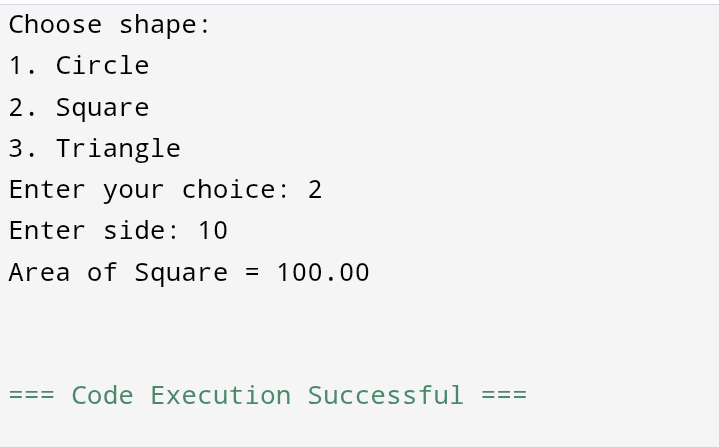 Choose shape:
1. Circle
2. Square
3. Triangle
Enter your choice: 2
Enter side: 10
Area of Square = 100.00
=== Code Execution Successful ===